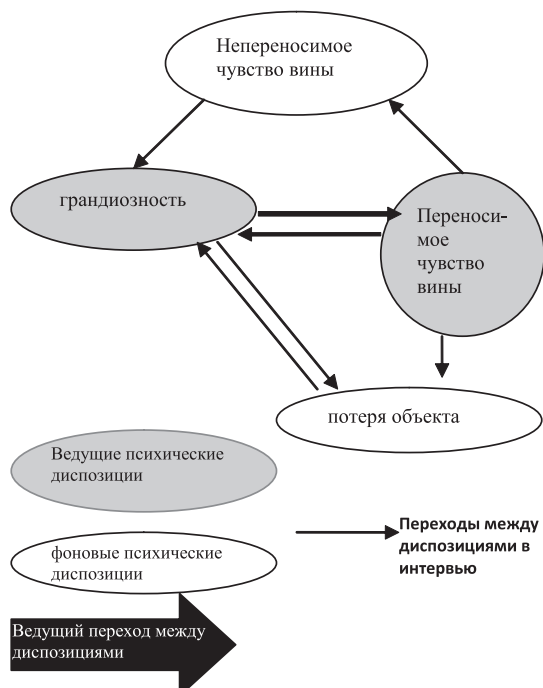 Непереносимое
чувство вины
грандиозность
Переноси-
мое
чувство
вины
потеря объекта
Ведущие психические
диспозиции
фоновые психические
диспозиции
Переходы между
диспозициями в
интервью
Ведущий переход между
диспозициями